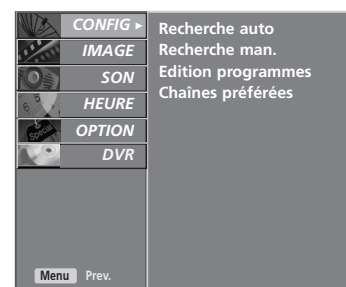 CONFIG ▸
IMAGE
SON
HEURE
OPTION
DVR
Recherche auto
Recherche man.
Edition programmes
Chaînes préférées
Menu Prev.